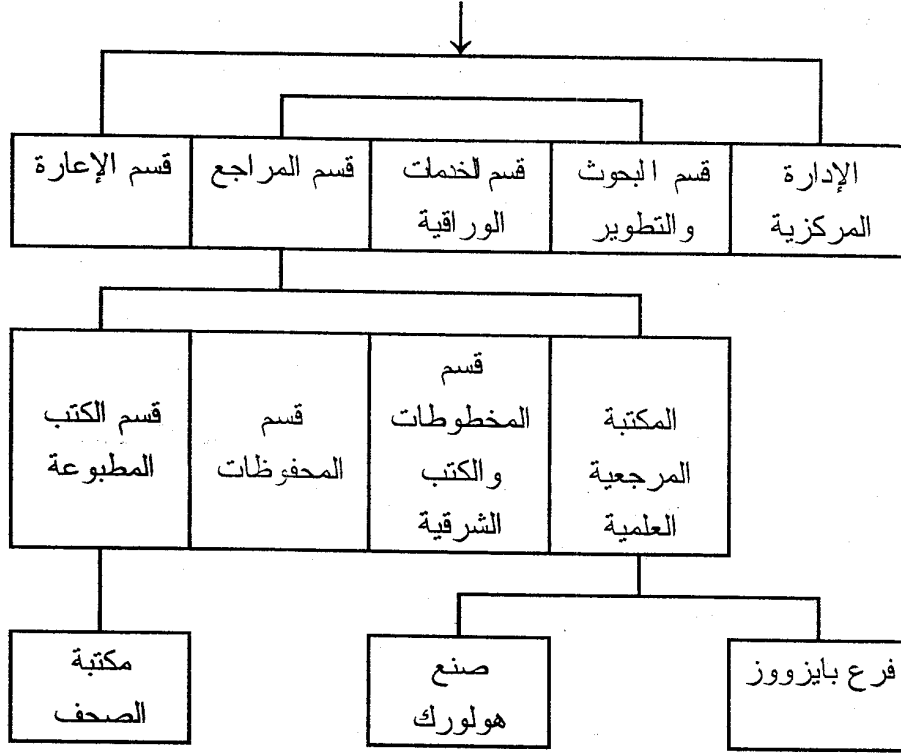 الإدارة
المركزية
قسم البحوث
والتطوير
قسم الخدمات
الوراقية
قسم المراجع
قسم الإعارة
المكتبة
المرجعية
العلمية
قسم
المخطوطات
والكتب
الشرقية
قسم
المحفوظات
قسم الكتب
المطبوعة
فرع بايزووز
صنع
هولورك
مكتبة
الصحف